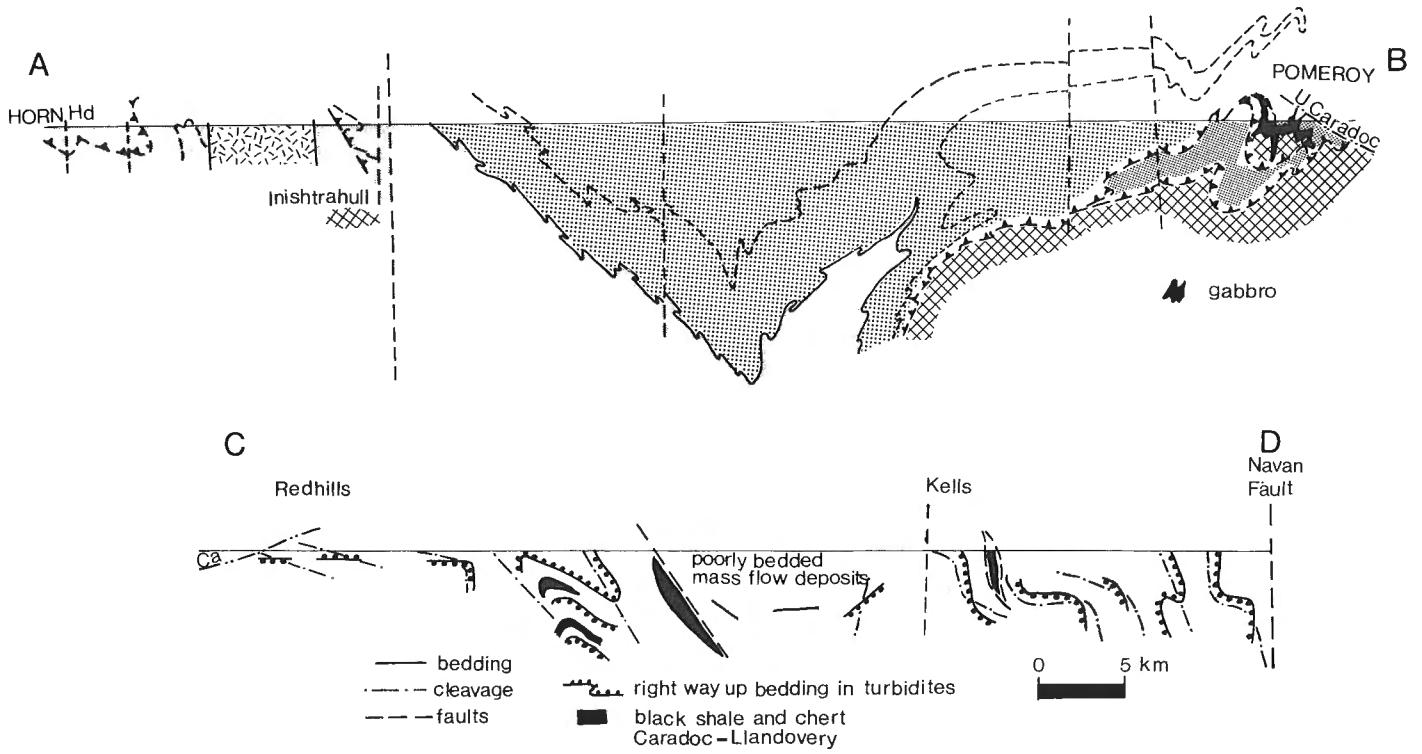 A
B
HORN Hd
POMEROY
U Caradoc
Inishtrahull
gabbro
C
D
Redhills
Kells
Navan
Fault
Ca
poorly bedded
mass flow deposits
0 5 km
bedding
cleavage
faults
right way up bedding in turbidites
black shale and chert
Caradoc-Llandovery